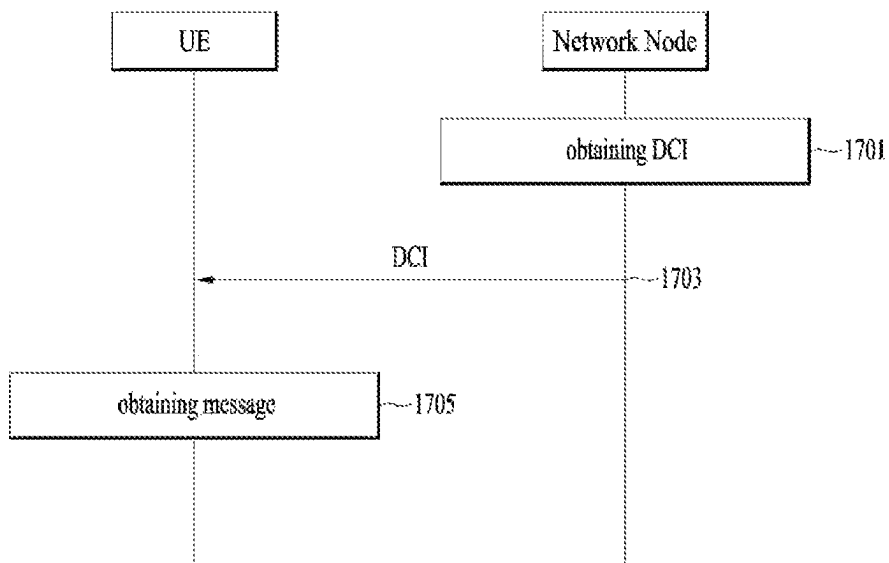 UE
Network Node
obtaining DCI
1701
DCI
1703
obtaining message
1705